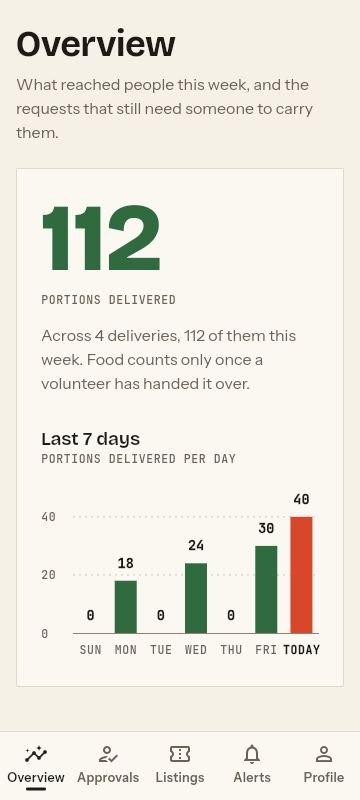 Overview
What reached people this week, and the
requests that still need someone to carry
them.
112
PORTIONS DELIVERED
Across 4 deliveries, 112 of them this
week. Food counts only once a
volunteer has handed it over.
Last 7 days
PORTIONS DELIVERED PER DAY
40
40
30
24
20
18
0 0 0
0
SUN MON TUE WED THU FRI TODAY
Overview Approvals Listings Alerts Profile